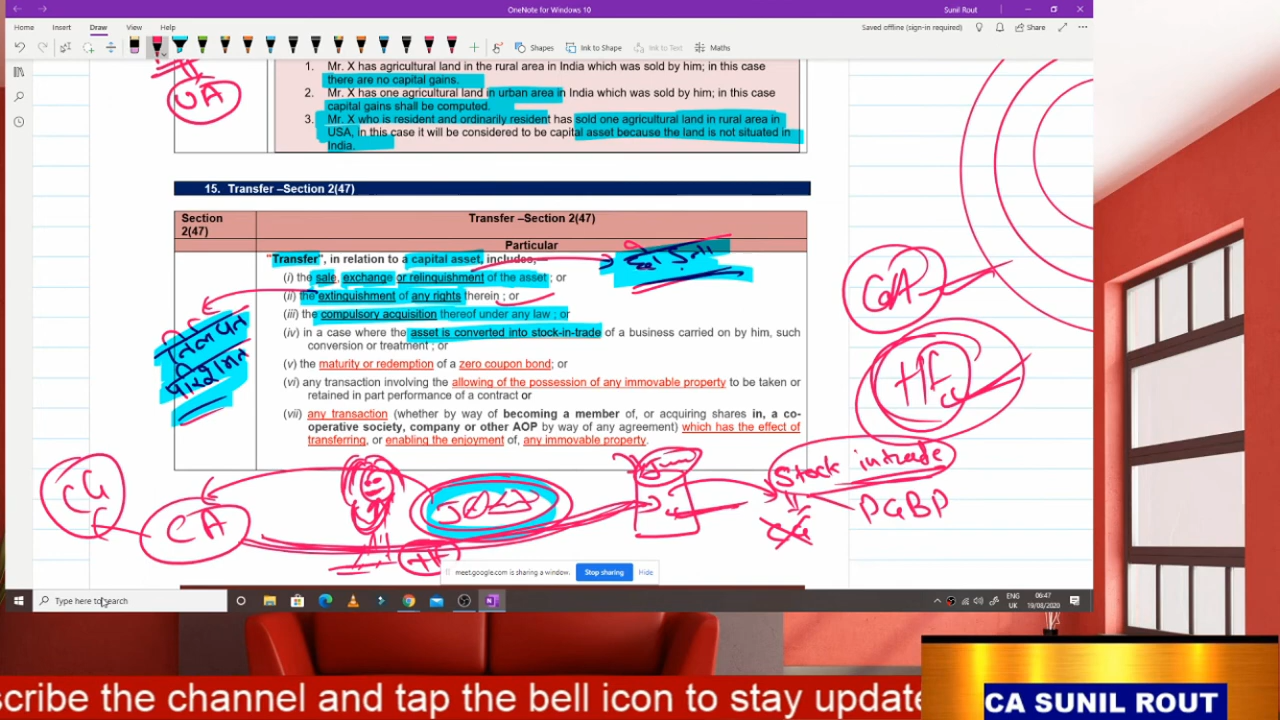 OneNote for Windows 10
Sunil Rout
Home Insert Draw View Help
Saved offline (sign-in required) Share
Shapes Ink to Shape Ink to Text Maths
1. Mr. X has agricultural land in the rural area in India which was sold by him; in this case
there are no capital gains.
2. Mr. X has one agricultural land in urban area in India which was sold by him; in this case
capital gains shall be computed.
3. Mr. X who is resident and ordinarily resident has sold one agricultural land in rural area in
USA, in this case it will be considered to be capital asset because the land is not situated in
India.
UA
15. Transfer –Section 2(47)
Section
2(47)
Transfer –Section 2(47)
Particular
"Transfer", in relation to a capital asset, includes,—
(i) the sale, exchange or relinquishment of the asset ; or
(ii) the extinguishment of any rights therein ; or
(iii) the compulsory acquisition thereof under any law ; or
(iv) in a case where the asset is converted into stock-in-trade of a business carried on by him, such
conversion or treatment ; or
(v) the maturity or redemption of a zero coupon bond; or
(vi) any transaction involving the allowing of the possession of any immovable property to be taken or
retained in part performance of a contract or
(vii) any transaction (whether by way of becoming a member of, or acquiring shares in, a co-
operative society, company or other AOP by way of any agreement) which has the effect of
transferring, or enabling the enjoyment of, any immovable property.
HF
Stock in trade
PGBP
CG
CA
HF
meet.google.com is sharing a window.
Stop sharing Hide
Type here to search
ENG
UK
06:47
19/08/2020
scribe the channel and tap the bell icon to stay update
CA SUNIL ROUT